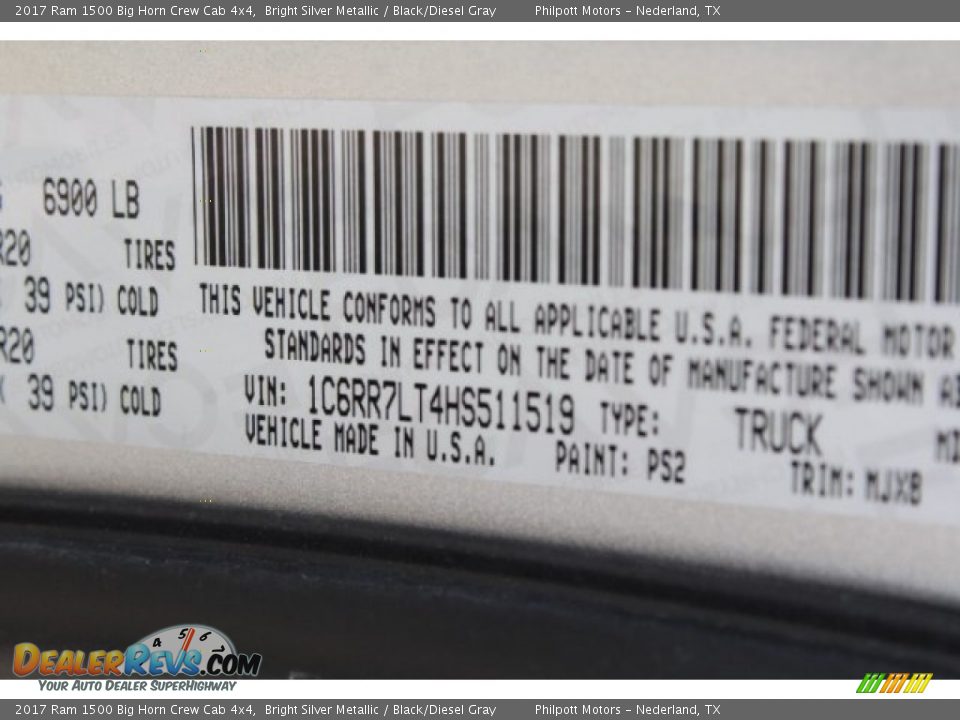 2017 Ram 1500 Big Horn Crew Cab 4x4,  Bright Silver Metallic / Black/Diesel Gray  Philpott Motors - Nederland, TX
6900 LB
R20 TIRES
39 PSI) COLD
R20 TIRES
39 PSI) COLD
THIS VEHICLE CONFORMS TO ALL APPLICABLE U.S.A. FEDERAL MOTOR
STANDARDS IN EFFECT ON THE DATE OF MANUFACTURE SHOWN
VIN: 1C6RR7LT4HS511519 TYPE: TRUCK
VEHICLE MADE IN U.S.A. PAINT: PS2
TRIM: MJX8
4 5 6
DEALERREVS.COM
YOUR AUTO DEALER SUPERHIGHWAY
2017 Ram 1500 Big Horn Crew Cab 4x4,  Bright Silver Metallic / Black/Diesel Gray  Philpott Motors - Nederland, TX